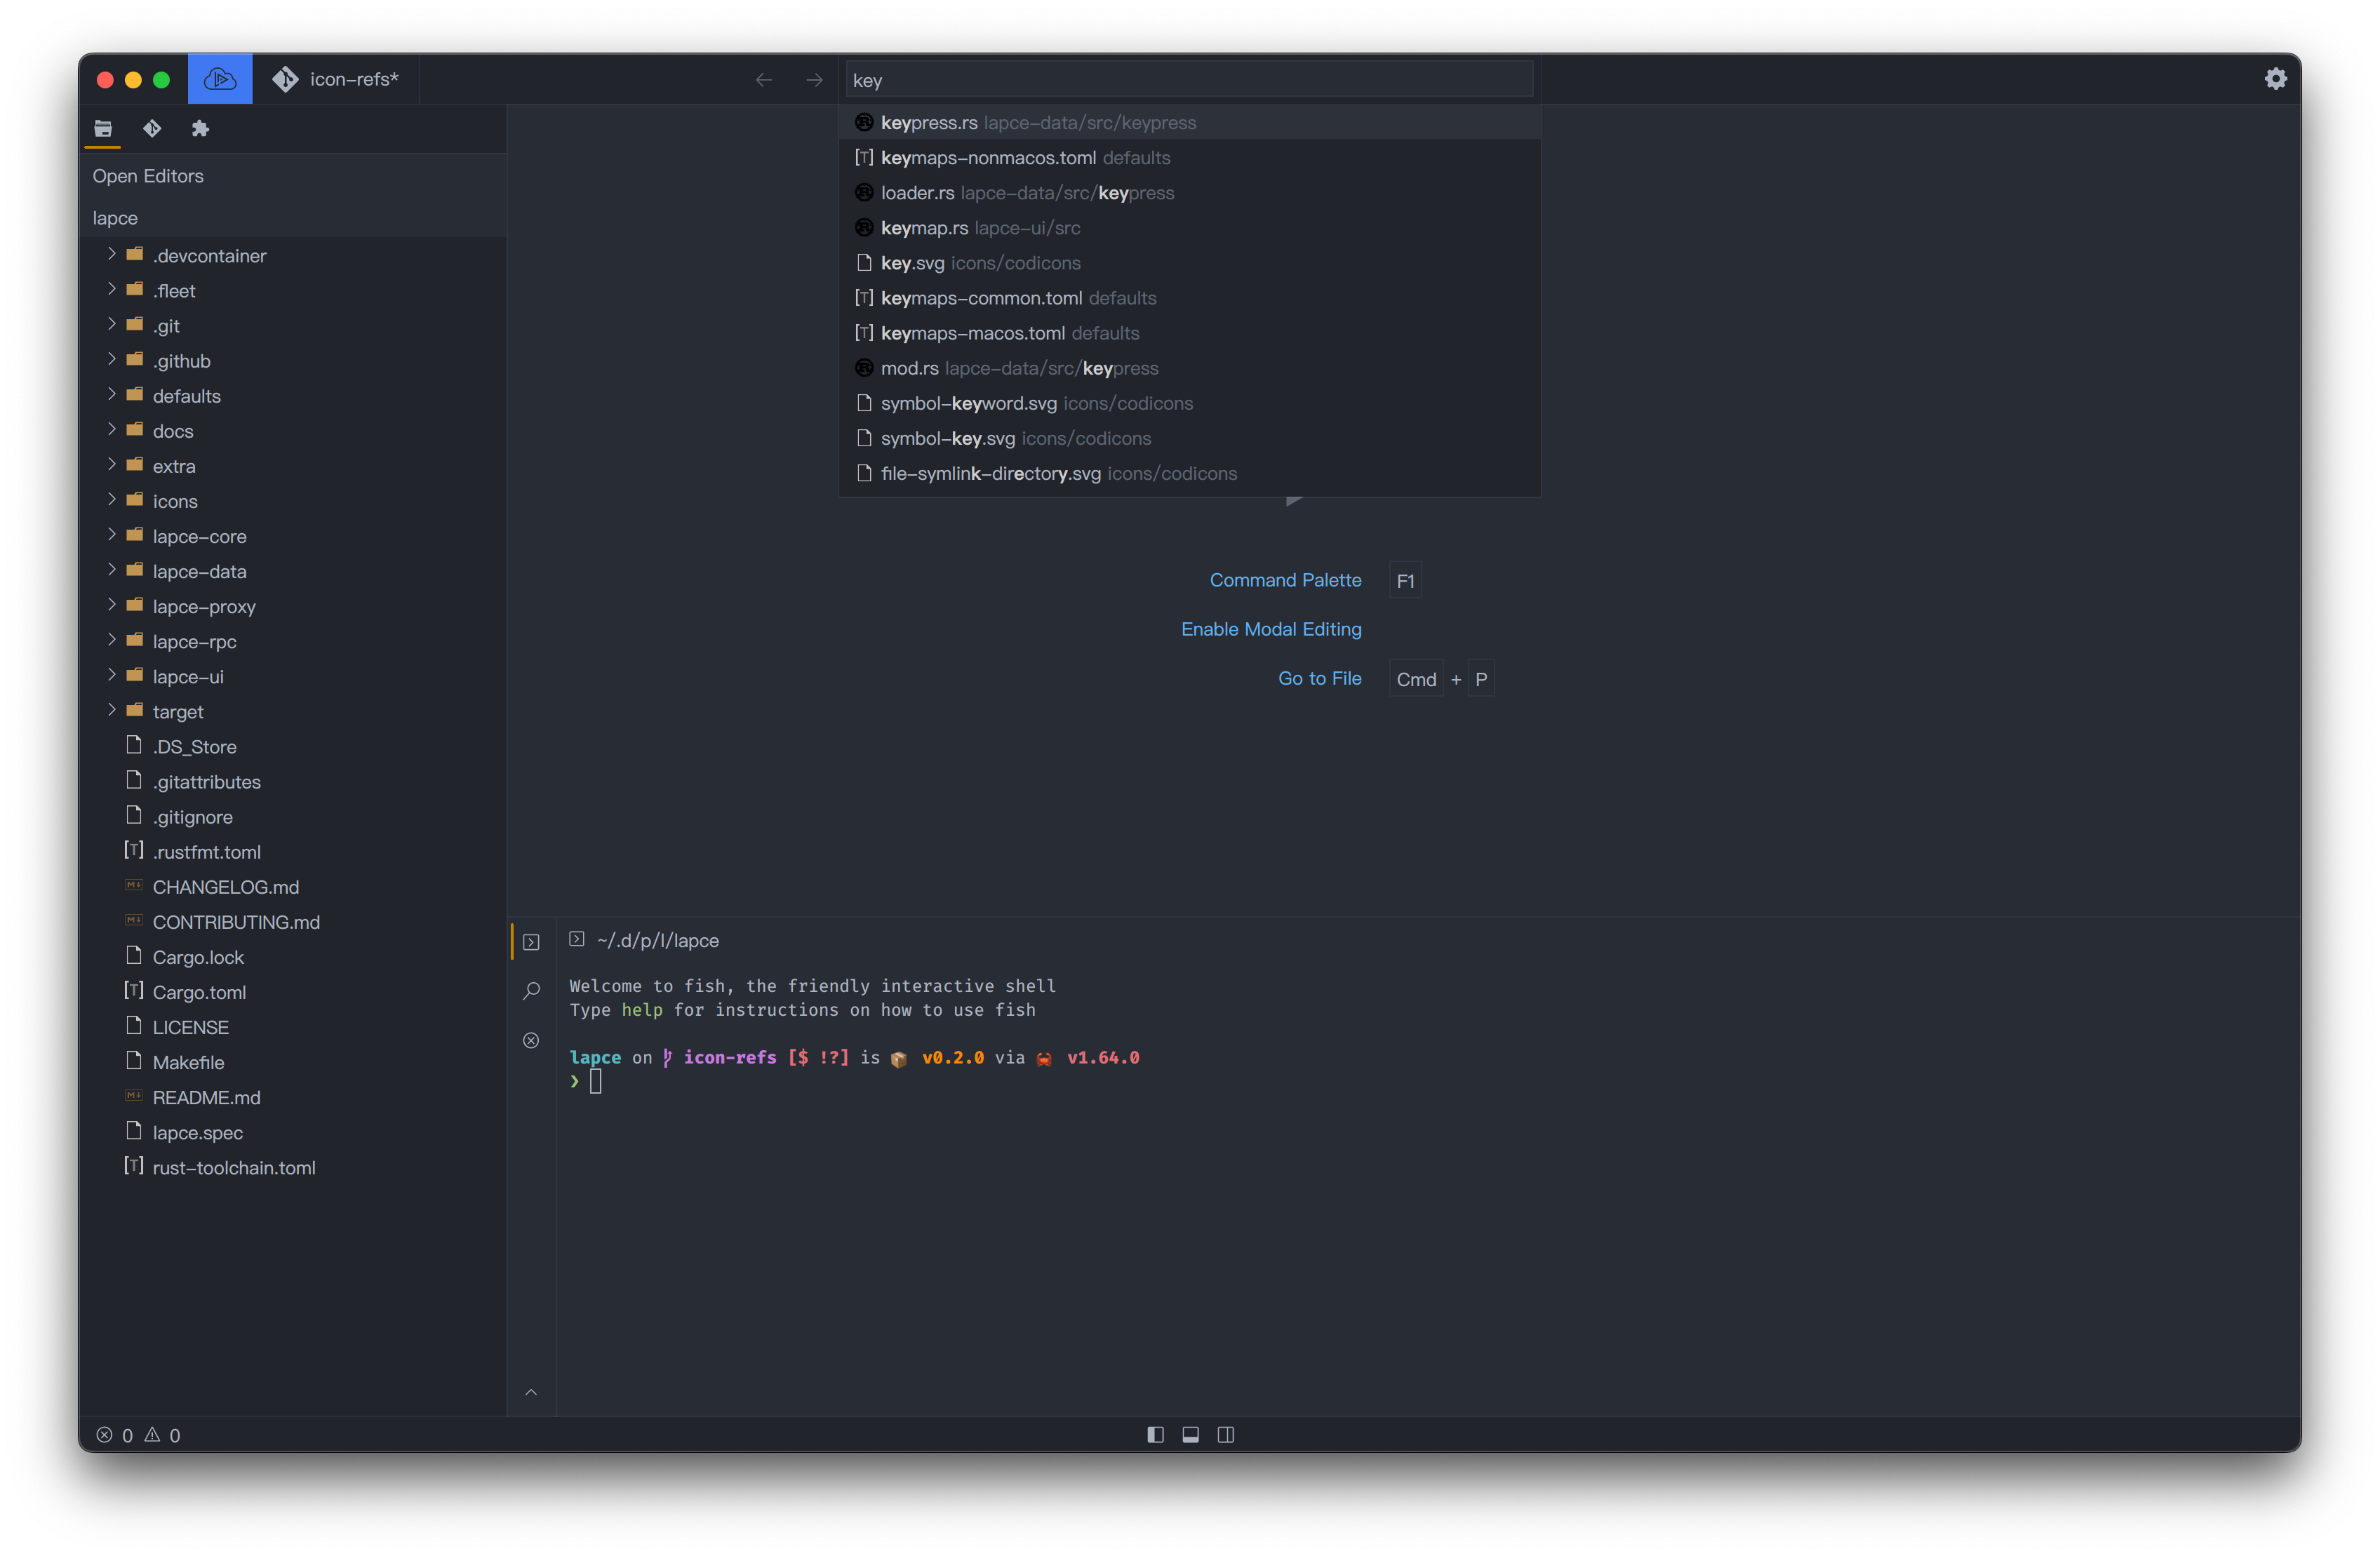 icon-refs*
key
keypress.rs lapce-data/src/keypress
keymaps-nonmacos.toml defaults
loader.rs lapce-data/src/keypress
keymap.rs lapce-ui/src
key.svg icons/codicons
keymaps-common.toml defaults
keymaps-macos.toml defaults
mod.rs lapce-data/src/keypress
symbol-keyword.svg icons/codicons
symbol-key.svg icons/codicons
file-symlink-directory.svg icons/codicons
Open Editors
lapce
.devcontainer
.fleet
.git
.github
defaults
docs
extra
icons
lapce-core
lapce-data
lapce-proxy
lapce-rpc
lapce-ui
target
.DS_Store
.gitattributes
.gitignore
[T] .rustfmt.toml
M↓ CHANGELOG.md
M↓ CONTRIBUTING.md
Cargo.lock
[T] Cargo.toml
LICENSE
Makefile
M↓ README.md
lapce.spec
[T] rust-toolchain.toml
Command Palette F1
Enable Modal Editing
Go to File Cmd + P
~/.d/p/l/lapce
Welcome to fish, the friendly interactive shell
Type help for instructions on how to use fish
lapce on icon-refs [$ !?] is 📦 v0.2.0 via 🦀 v1.64.0
❯
0 0